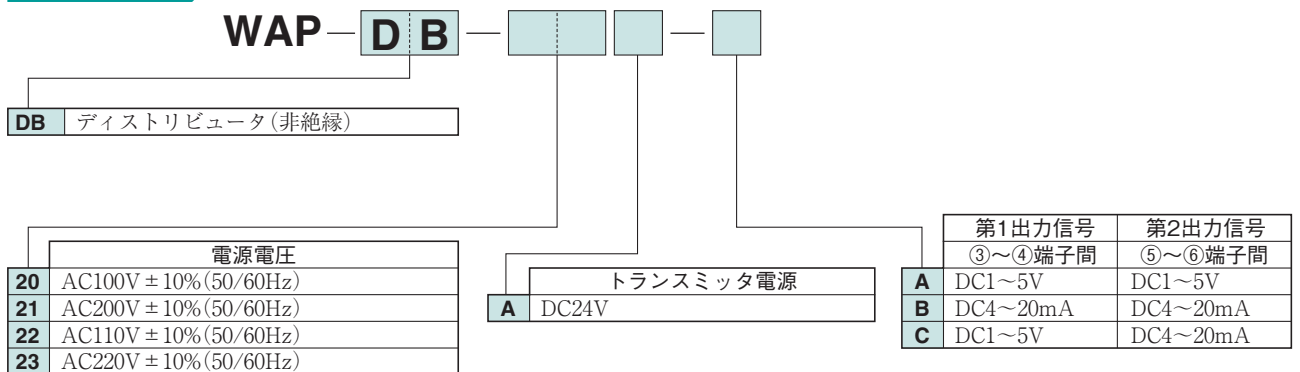 WAP－DB－
DB ディストリビュータ(非絶縁)
電源電圧
20 AC100V±10%(50/60Hz)
21 AC200V±10%(50/60Hz)
22 AC110V±10%(50/60Hz)
23 AC220V±10%(50/60Hz)
トランスミッタ電源
A DC24V
第1出力信号 第2出力信号
③〜④端子間 ⑤〜⑥端子間
A DC1〜5V DC1〜5V
B DC4〜20mA DC4〜20mA
C DC1〜5V DC4〜20mA